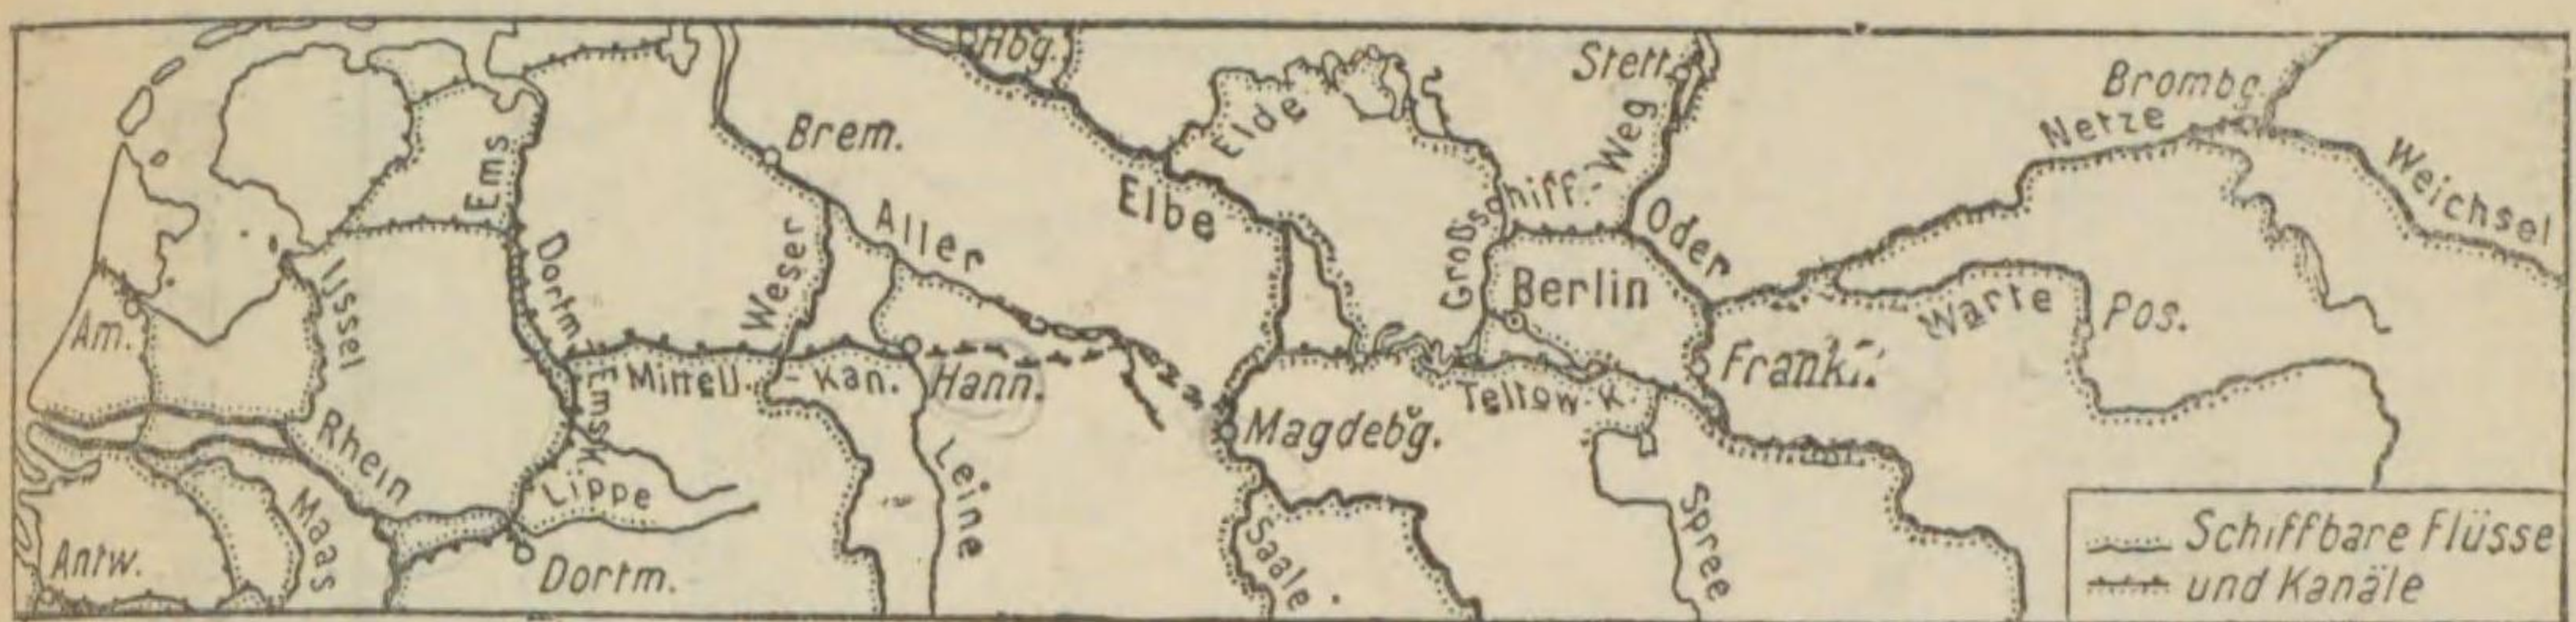 Hbg.
Stett.
Brombg.
Netze
Weichsel
Elde
Brem.
Ems
Elbe
Großschiff.-Weg
Oder
Aller
Weser
Dortm.-
Emsk.
IJssel
Am.
Berlin
Warte
Pos.
Frankf.
Mittell.-Kan.
Hann.
Teltow-K.
Magdebg.
Rhein
Maas
Lippe
Leine
Saale
Spree
Antw.
Dortm.
Schiffbare Flüsse
und Kanäle